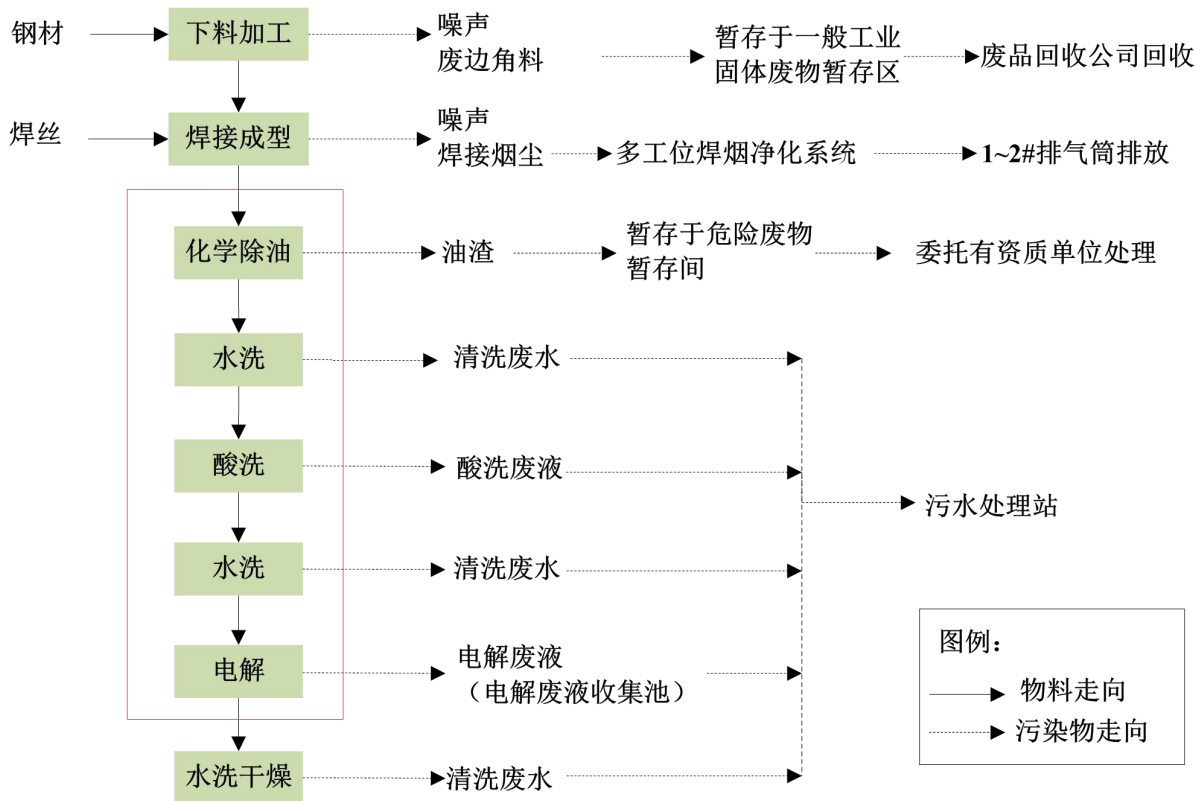 钢材
下料加工
噪声
废边角料
暂存于一般工业
固体废物暂存区
废品回收公司回收
焊丝
焊接成型
噪声
焊接烟尘
多工位焊烟净化系统
1~2#排气筒排放
化学除油
油渣
暂存于危险废物
暂存间
委托有资质单位处理
水洗
清洗废水
酸洗
酸洗废液
污水处理站
水洗
清洗废水
电解
电解废液
（电解废液收集池）
水洗干燥
清洗废水
图例：
物料走向
污染物走向